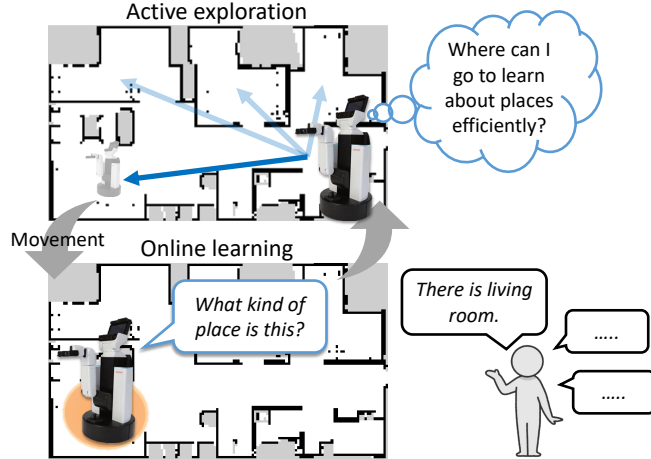 Active exploration
Where can I
go to learn
about places
efficiently?
Movement
Online learning
What kind of
place is this?
There is living
room.
.....
.....